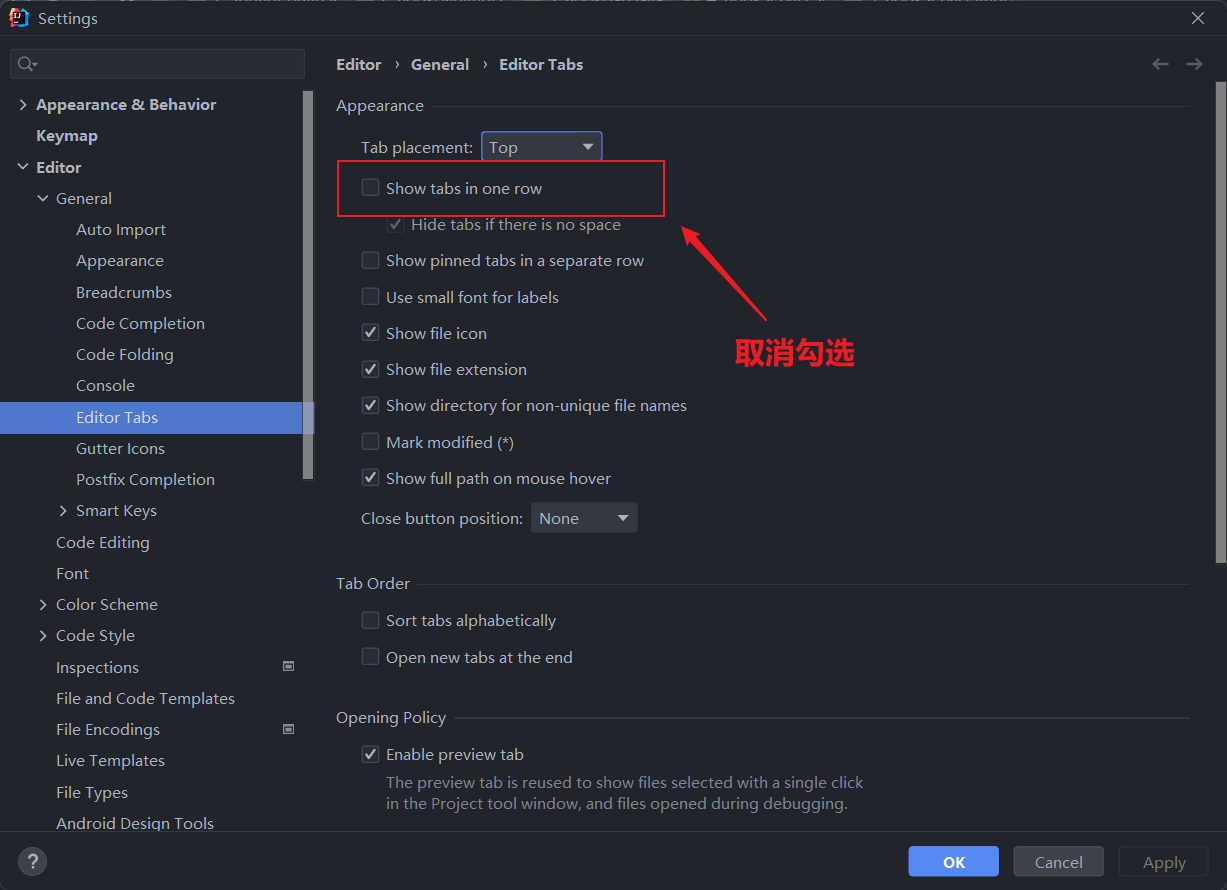 Settings
Editor › General › Editor Tabs
Appearance & Behavior
Keymap
Editor
General
Auto Import
Appearance
Breadcrumbs
Code Completion
Code Folding
Console
Editor Tabs
Gutter Icons
Postfix Completion
Smart Keys
Code Editing
Font
Color Scheme
Code Style
Inspections
File and Code Templates
File Encodings
Live Templates
File Types
Android Design Tools
Appearance
Tab placement: Top
Show tabs in one row
Hide tabs if there is no space
Show pinned tabs in a separate row
Use small font for labels
Show file icon
取消勾选
Show file extension
Show directory for non-unique file names
Mark modified (*)
Show full path on mouse hover
Close button position: None
Tab Order
Sort tabs alphabetically
Open new tabs at the end
Opening Policy
Enable preview tab
The preview tab is reused to show files selected with a single click
in the Project tool window, and files opened during debugging.
?
OK
Cancel
Apply